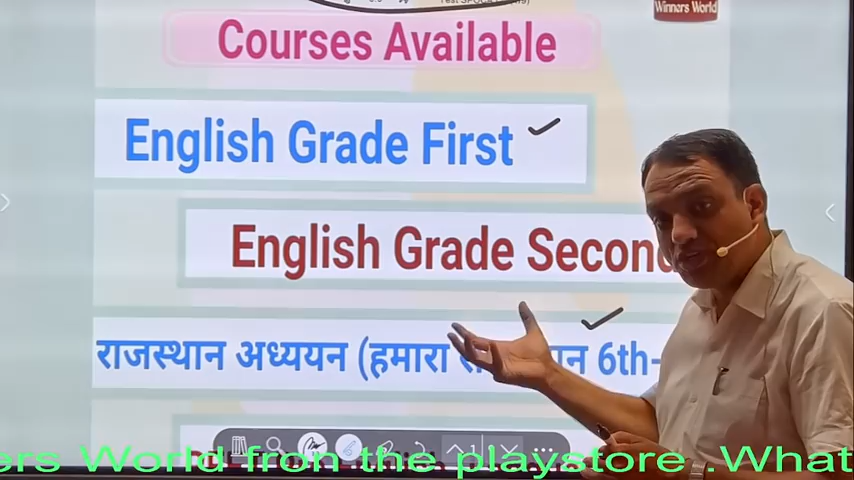 Winners World
Courses Available
English Grade First
English Grade Second
राजस्थान अध्ययन (हमारा 6th-
ers World from the playstore .What